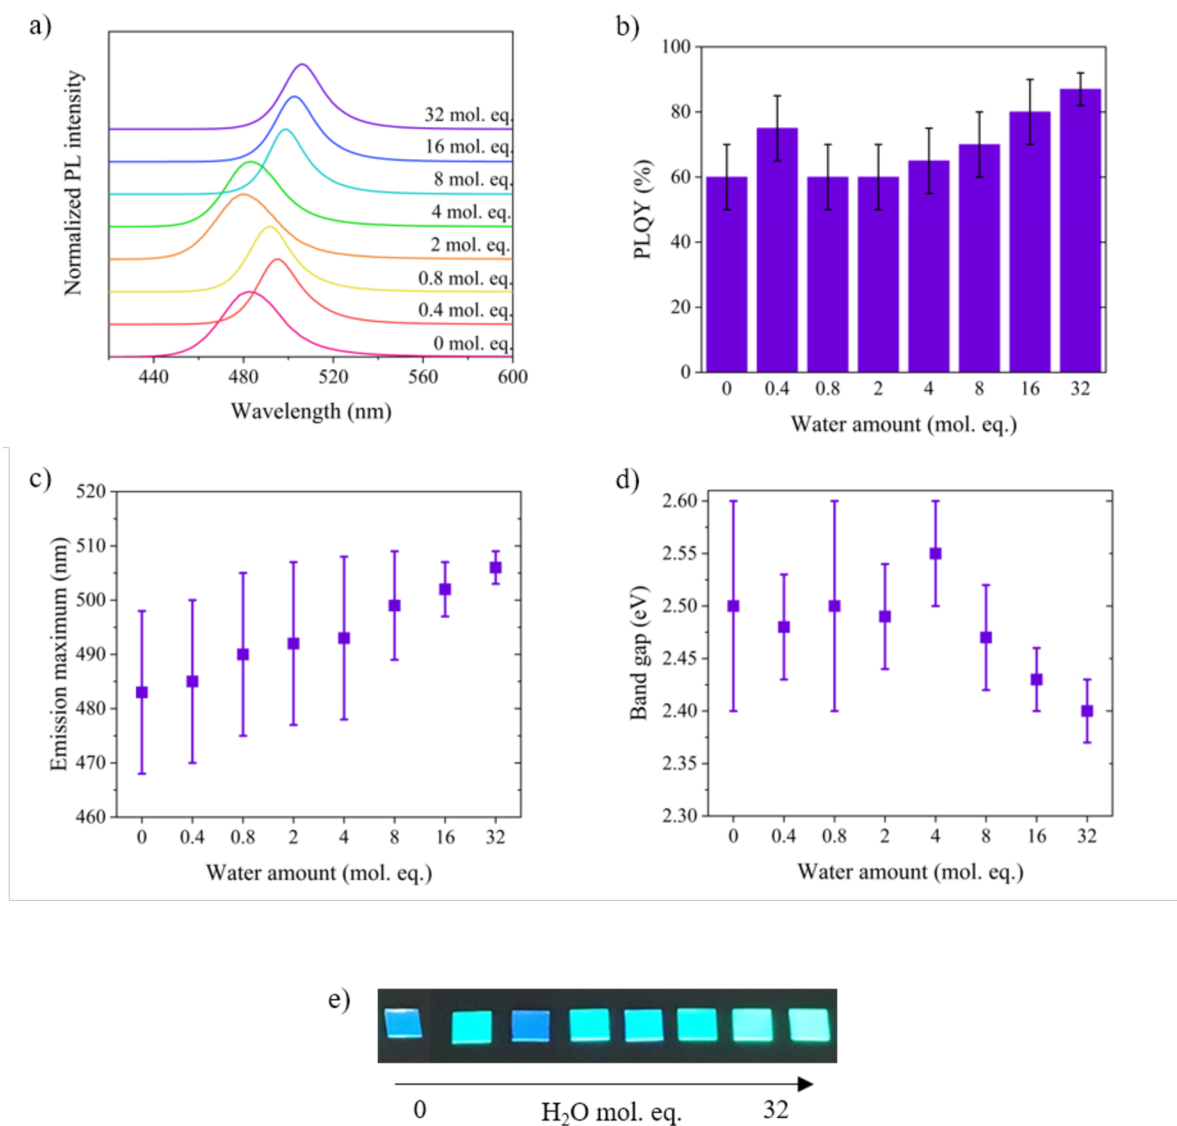 a)
Normalized PL intensity
32 mol. eq.
16 mol. eq.
8 mol. eq.
4 mol. eq.
2 mol. eq.
0.8 mol. eq.
0.4 mol. eq.
0 mol. eq.
440 480 520 560 600
Wavelength (nm)
b)
PLQY (%)
100
80
60
40
20
0
0 0.4 0.8 2 4 8 16 32
Water amount (mol. eq.)
c)
Emission maximum (nm)
520
510
500
490
480
470
460
0 0.4 0.8 2 4 8 16 32
Water amount (mol. eq.)
d)
Band gap (eV)
2.60
2.55
2.50
2.45
2.40
2.35
2.30
0 0.4 0.8 2 4 8 16 32
Water amount (mol. eq.)
e)
0 H₂O mol. eq. 32